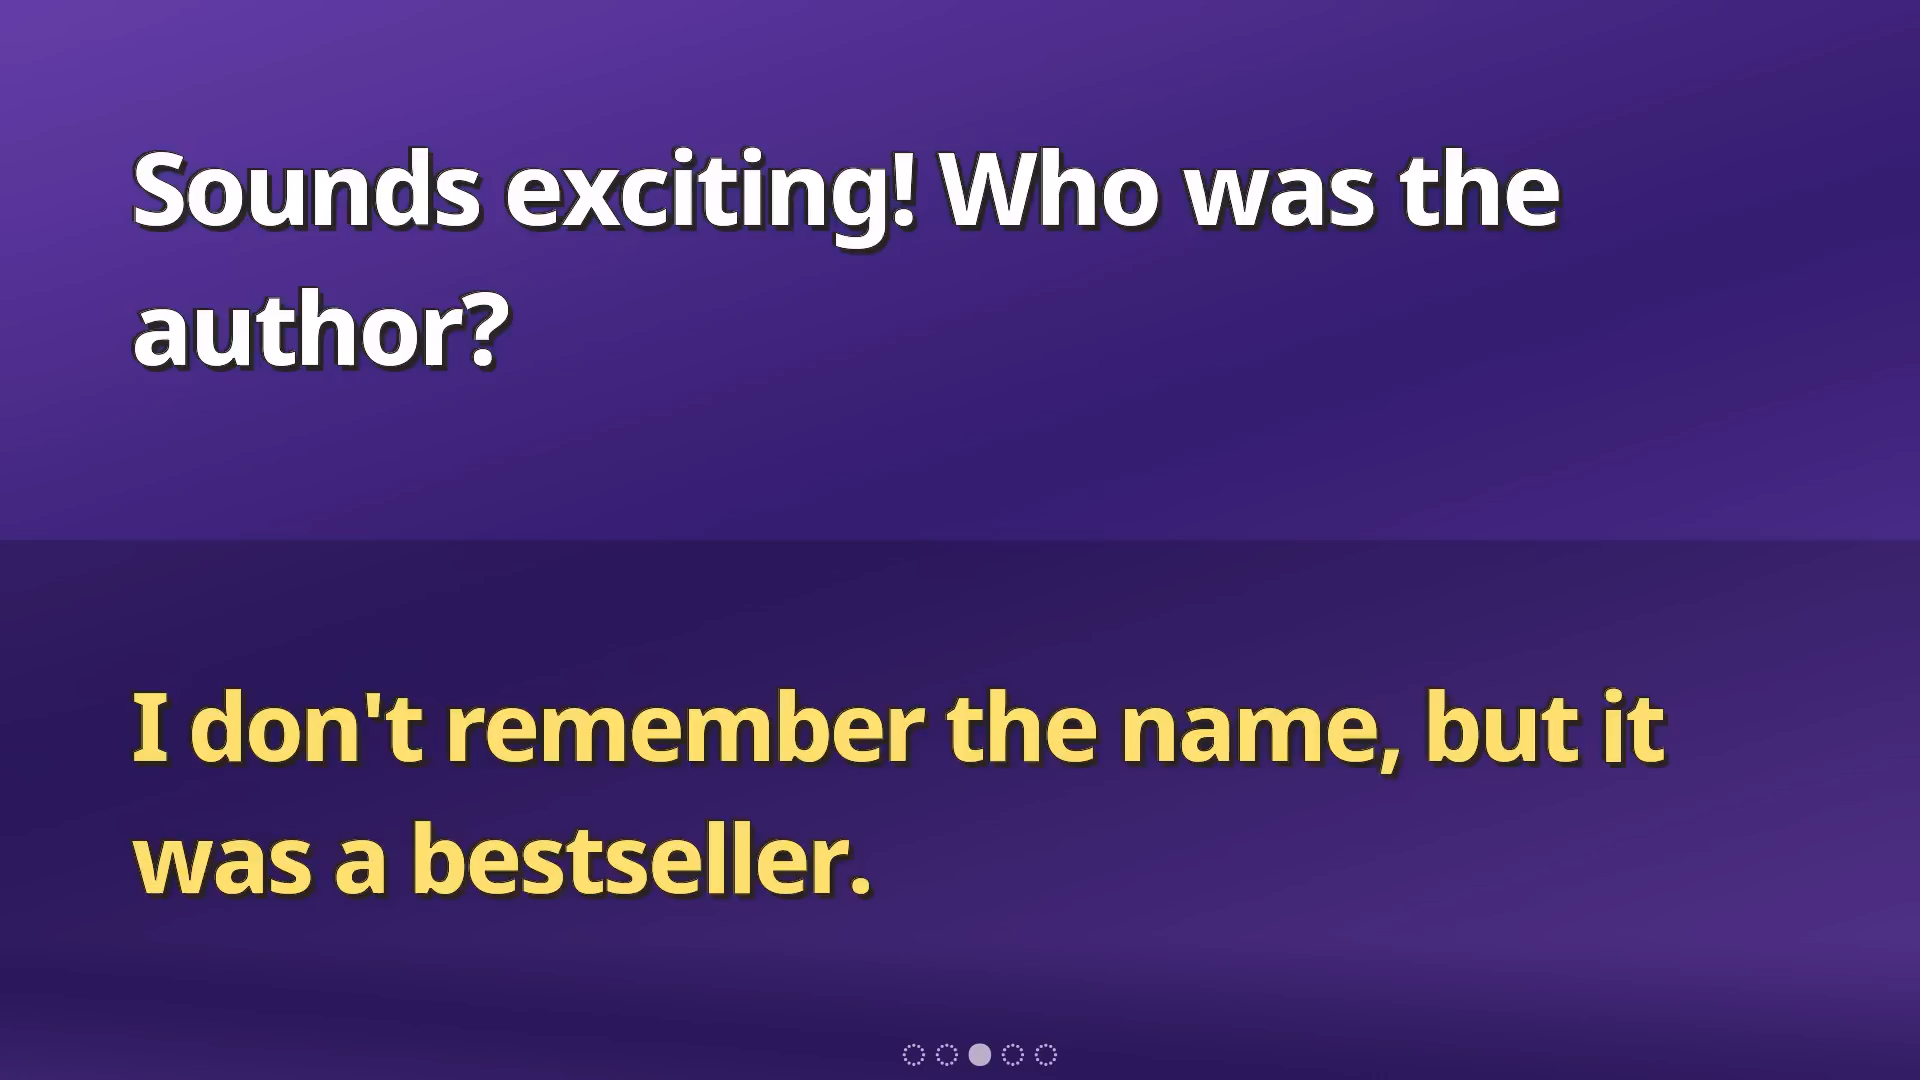 Sounds exciting! Who was the
author?
I don't remember the name, but it
was a bestseller.